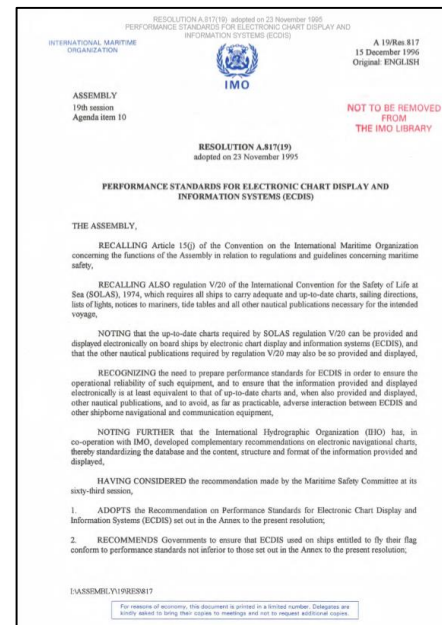 RESOLUTION A.817(19) adopted on 23 November 1995
PERFORMANCE STANDARDS FOR ELECTRONIC CHART DISPLAY AND
INFORMATION SYSTEMS (ECDIS)
INTERNATIONAL MARITIME
ORGANIZATION
IMO
A 19/Res.817
15 December 1996
Original: ENGLISH
ASSEMBLY
19th session
Agenda item 10
NOT TO BE REMOVED
FROM
THE IMO LIBRARY
RESOLUTION A.817(19)
adopted on 23 November 1995
PERFORMANCE STANDARDS FOR ELECTRONIC CHART DISPLAY AND
INFORMATION SYSTEMS (ECDIS)
THE ASSEMBLY,
RECALLING Article 15(j) of the Convention on the International Maritime Organization
concerning the functions of the Assembly in relation to regulations and guidelines concerning maritime
safety,
RECALLING ALSO regulation V/20 of the International Convention for the Safety of Life at
Sea (SOLAS), 1974, which requires all ships to carry adequate and up-to-date charts, sailing directions,
lists of lights, notices to mariners, tide tables and all other nautical publications necessary for the intended
voyage,
NOTING that the up-to-date charts required by SOLAS regulation V/20 can be provided and
displayed electronically on board ships by electronic chart display and information systems (ECDIS), and
that the other nautical publications required by regulation V/20 may also be so provided and displayed,
RECOGNIZING the need to prepare performance standards for ECDIS in order to ensure the
operational reliability of such equipment, and to ensure that the information provided and displayed
electronically is at least equivalent to that of up-to-date charts and, when also provided and displayed,
other nautical publications, and to avoid, as far as practicable, adverse interaction between ECDIS and
other shipborne navigational and communication equipment,
NOTING FURTHER that the International Hydrographic Organization (IHO) has, in
co-operation with IMO, developed complementary recommendations on electronic navigational charts,
thereby standardizing the database and the content, structure and format of the information provided and
displayed,
HAVING CONSIDERED the recommendation made by the Maritime Safety Committee at its
sixty-third session,
1. ADOPTS the Recommendation on Performance Standards for Electronic Chart Display and
Information Systems (ECDIS) set out in the Annex to the present resolution;
2. RECOMMENDS Governments to ensure that ECDIS used on ships entitled to fly their flag
conform to performance standards not inferior to those set out in the Annex to the present resolution;
I:\ASSEMBLY\19\RES\817
For reasons of economy, this document is printed in a limited number. Delegates are
kindly asked to bring their copies to meetings and not to request additional copies.